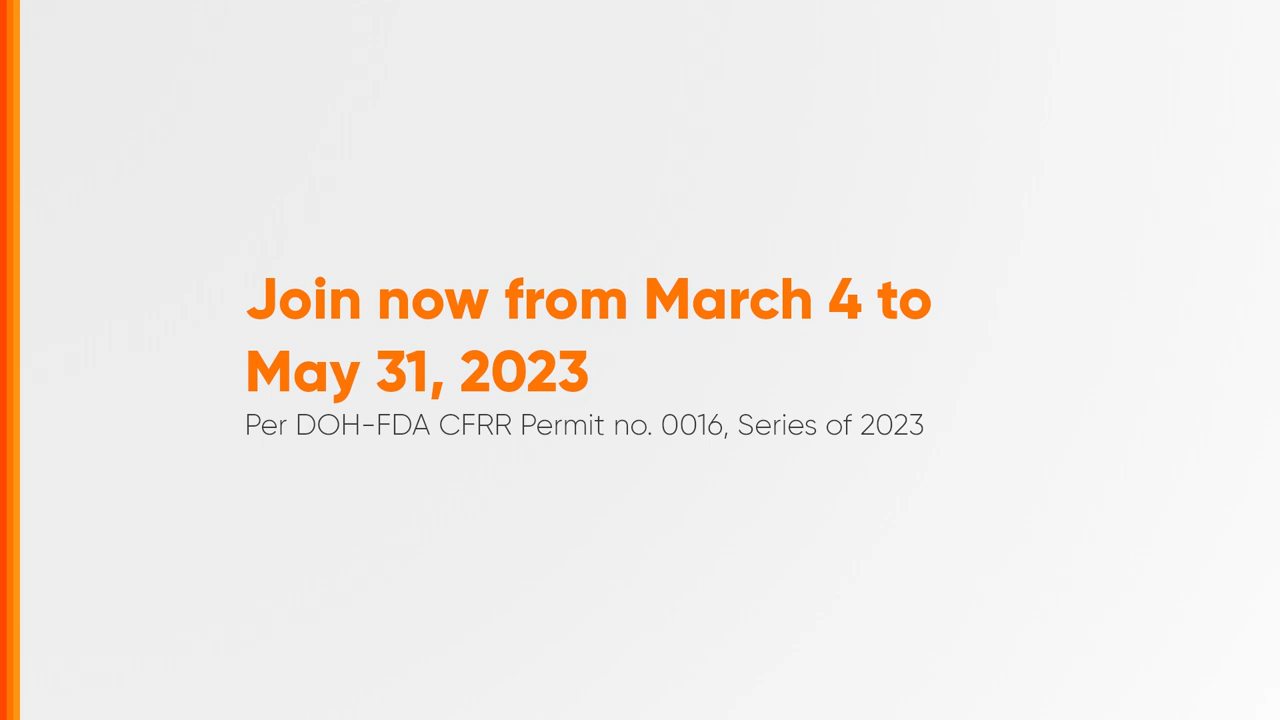 Join now from March 4 to
May 31, 2023
Per DOH-FDA CFRR Permit no. 0016, Series of 2023